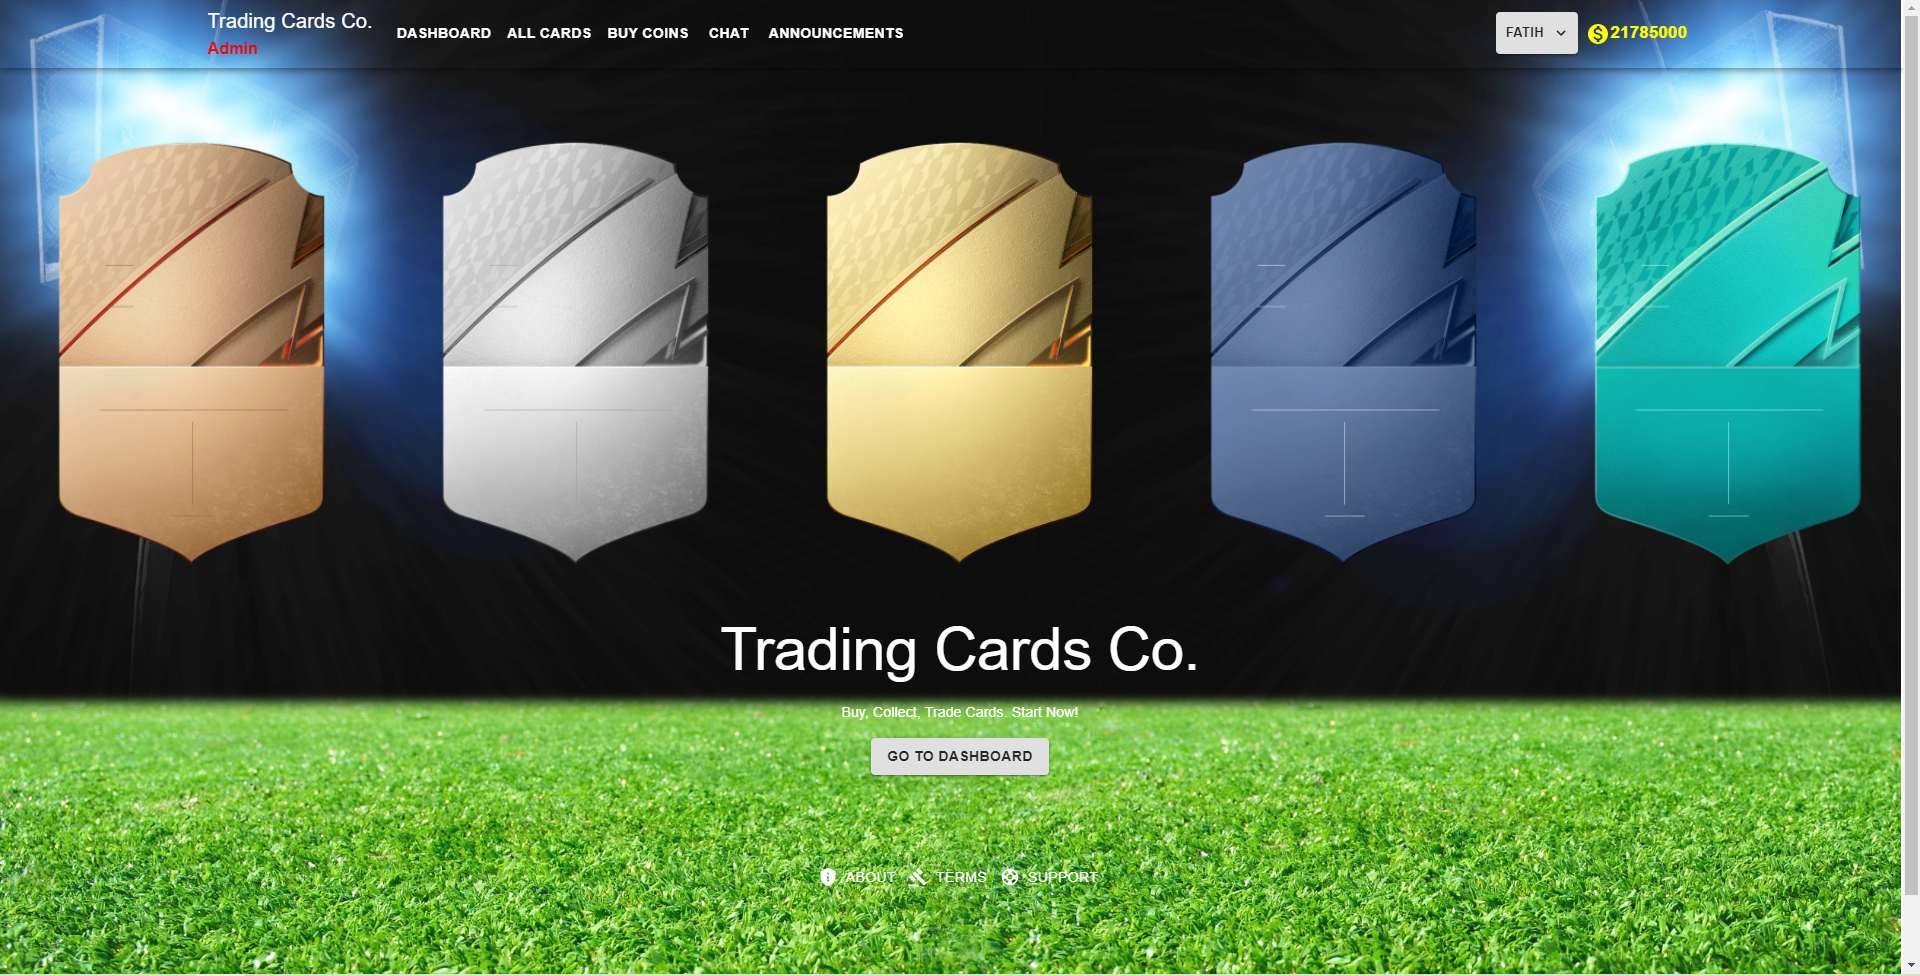 Trading Cards Co.
Admin
DASHBOARD ALL CARDS BUY COINS CHAT ANNOUNCEMENTS
FATIH
$ 21785000
Trading Cards Co.
Buy, Collect, Trade Cards. Start Now!
GO TO DASHBOARD
ABOUT TERMS SUPPORT